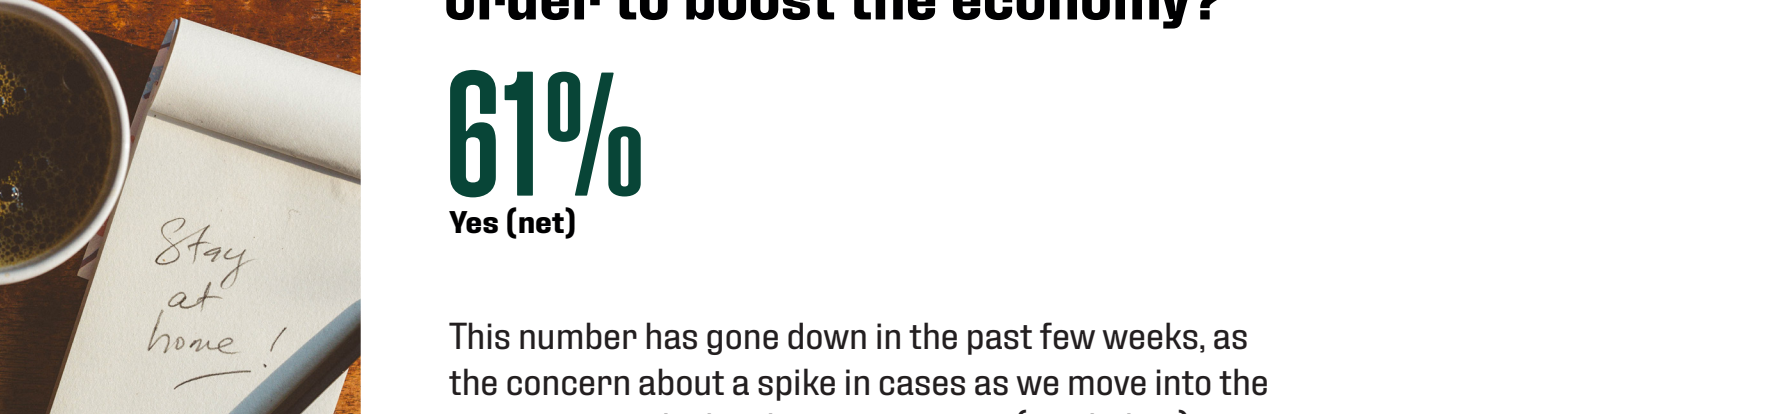 order to boost the economy?
61%
Yes (net)
Stay
at
home!
This number has gone down in the past few weeks, as
the concern about a spike in cases as we move into the